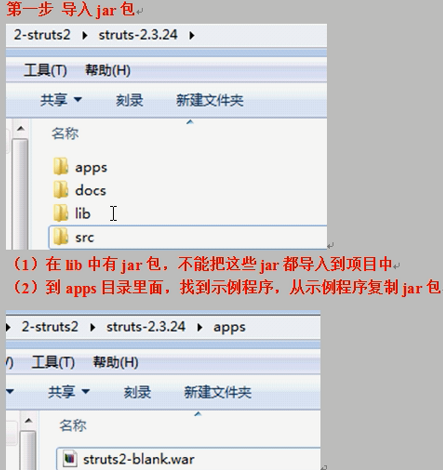 第一步 导入 jar 包
2-struts2 struts-2.3.24
工具(T) 帮助(H)
共享 刻录 新建文件夹
名称
apps
docs
lib
src
（1）在 lib 中有 jar 包，不能把这些 jar 都导入到项目中
（2）到 apps 目录里面，找到示例程序，从示例程序复制 jar 包
2-struts2 struts-2.3.24 apps
) 工具(T) 帮助(H)
共享 刻录 新建文件夹
名称
struts2-blank.war